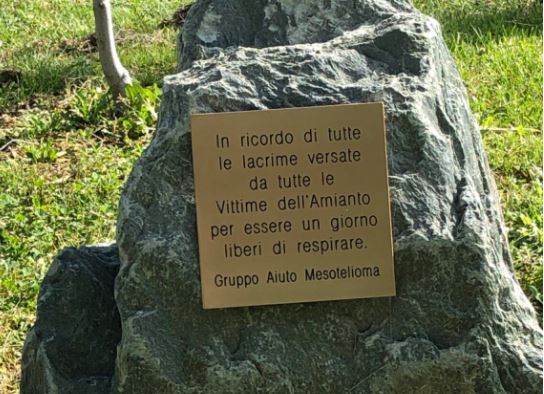 In ricordo di tutte
le lacrime versate
da tutte le
Vittime dell'Amianto
per essere un giorno
liberi di respirare.
Gruppo Aiuto Mesotelioma